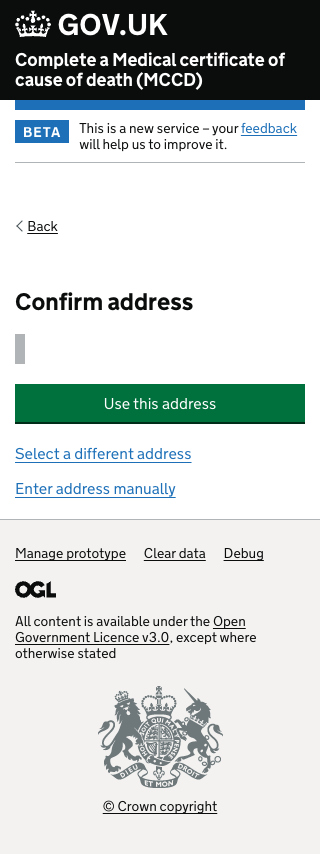 GOV.UK
Complete a Medical certificate of
cause of death (MCCD)
BETA
This is a new service – your feedback
will help us to improve it.
Back
Confirm address
Use this address
Select a different address
Enter address manually
Manage prototype Clear data Debug
OGL
All content is available under the Open
Government Licence v3.0, except where
otherwise stated
DIEU ET MON DROIT
© Crown copyright